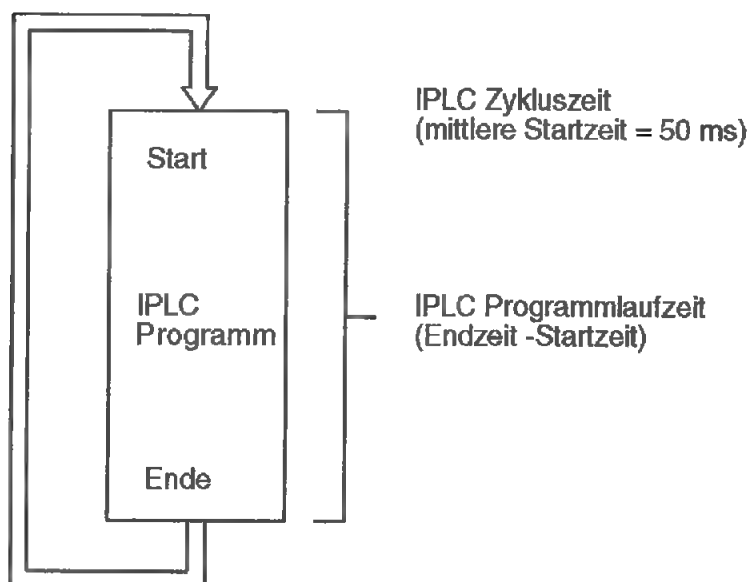 IPLC Zykluszeit
(mittlere Startzeit = 50 ms)
Start
IPLC
Programm
IPLC Programmlaufzeit
(Endzeit -Startzeit)
Ende